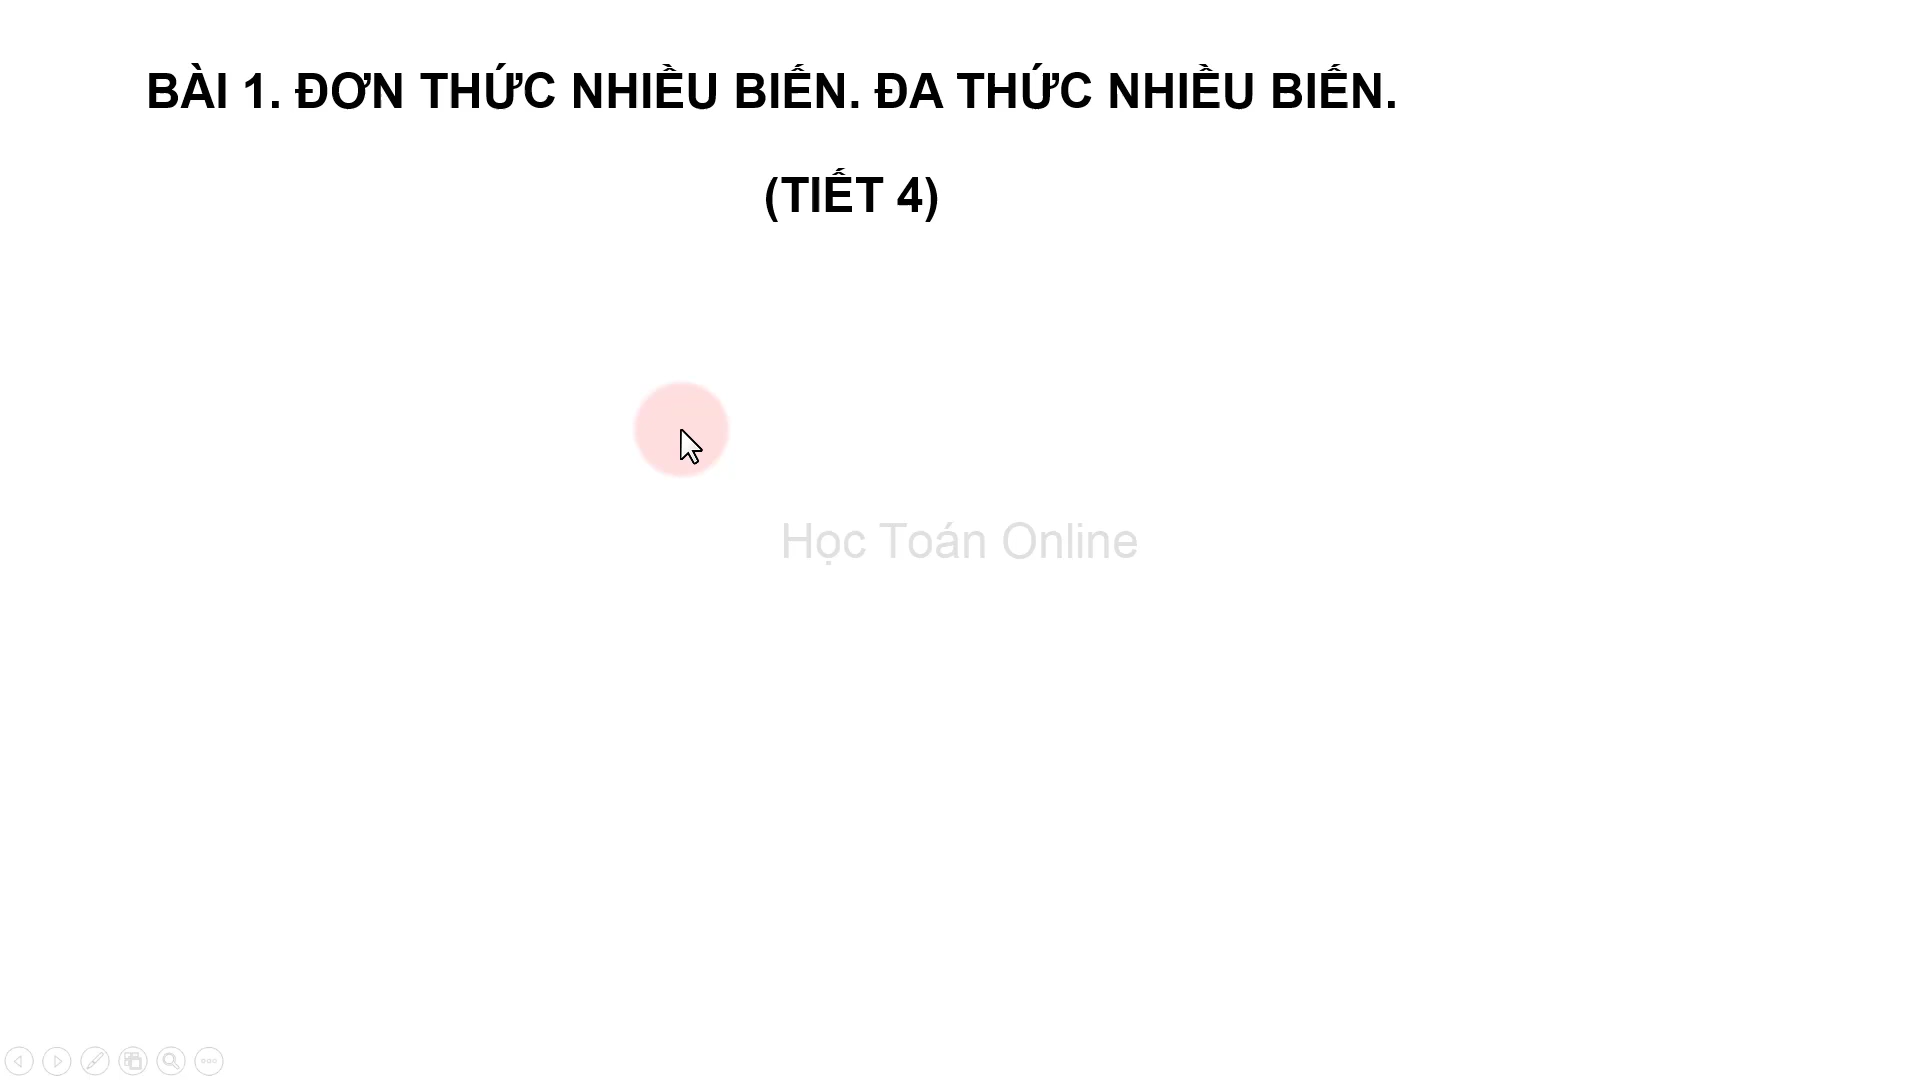 BÀI 1. ĐƠN THỨC NHIỀU BIẾN. ĐA THỨC NHIỀU BIẾN.
(TIẾT 4)
Học Toán Online